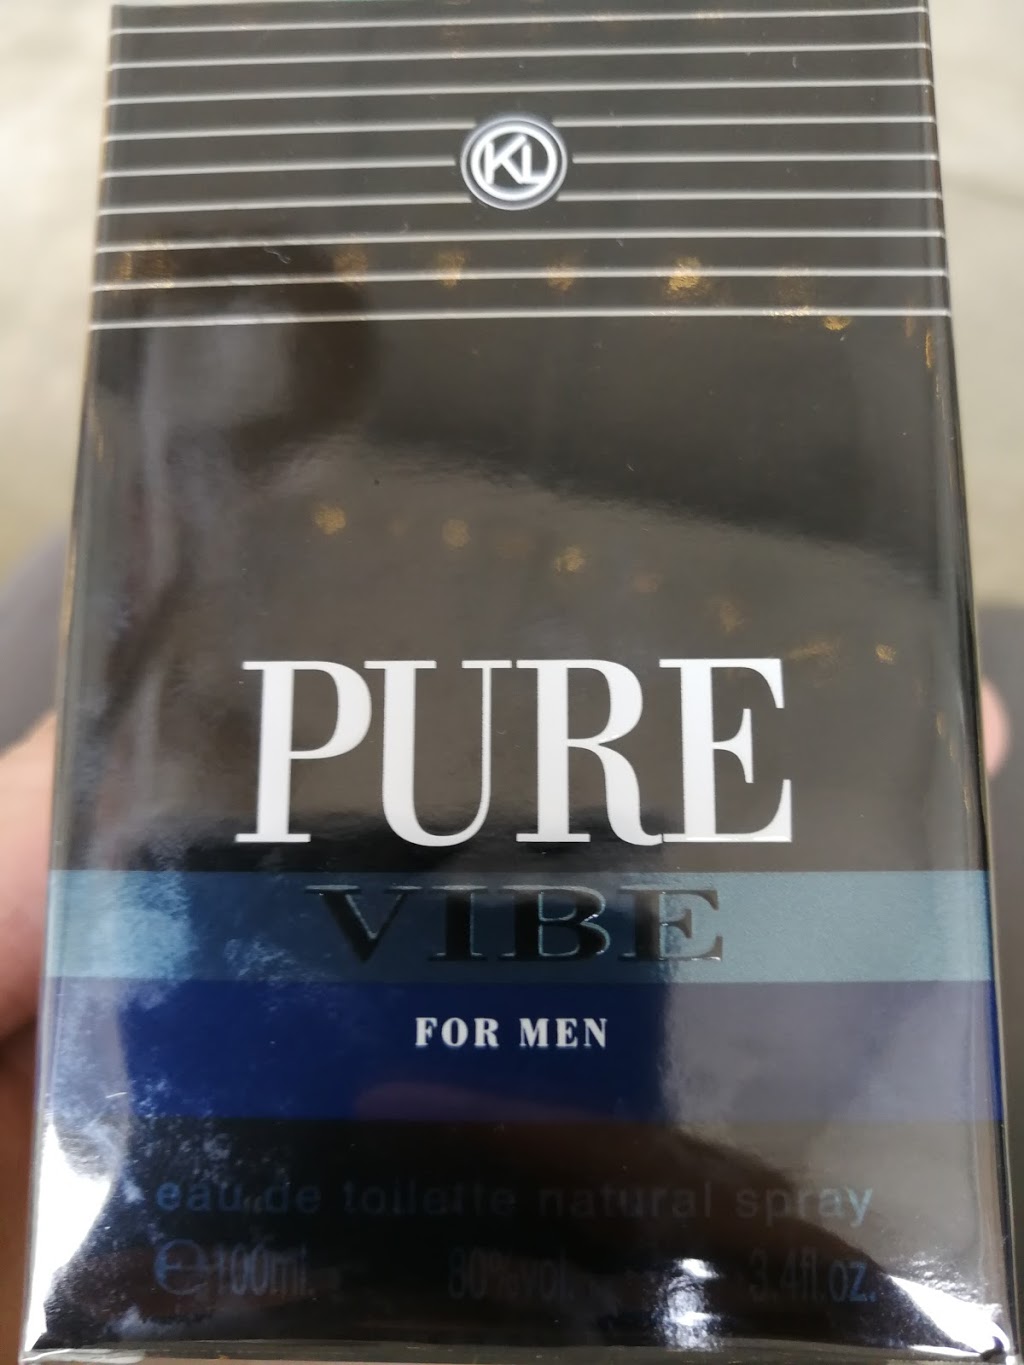 KL
PURE
VIBE
FOR MEN
eau de toilette natural spray
e 100ml. 80%vol. 3.4fl.oz.